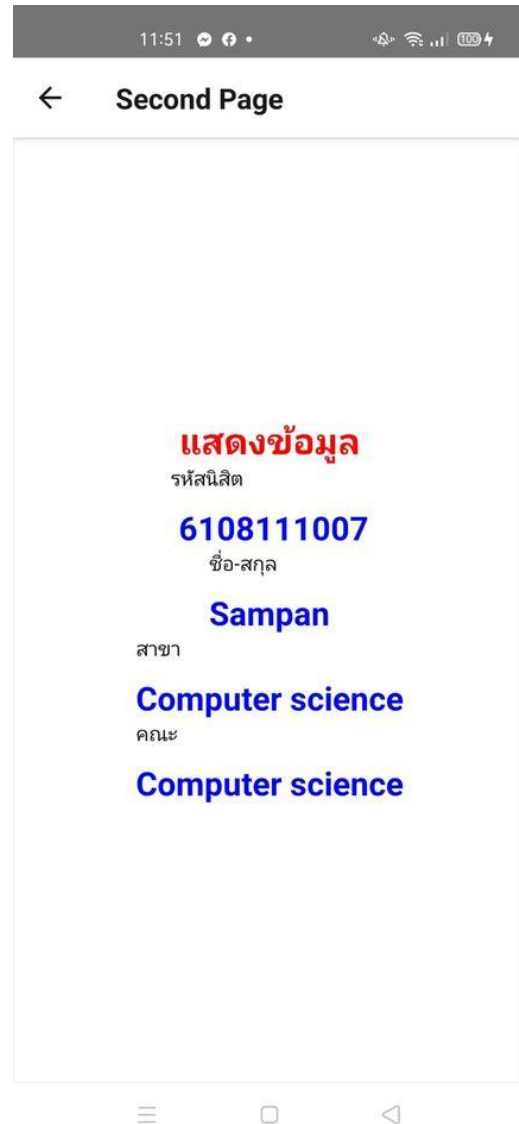 11:51
100
Second Page
แสดงข้อมูล
รหัสนิสิต
6108111007
ชื่อ-สกุล
Sampan
สาขา
Computer science
คณะ
Computer science